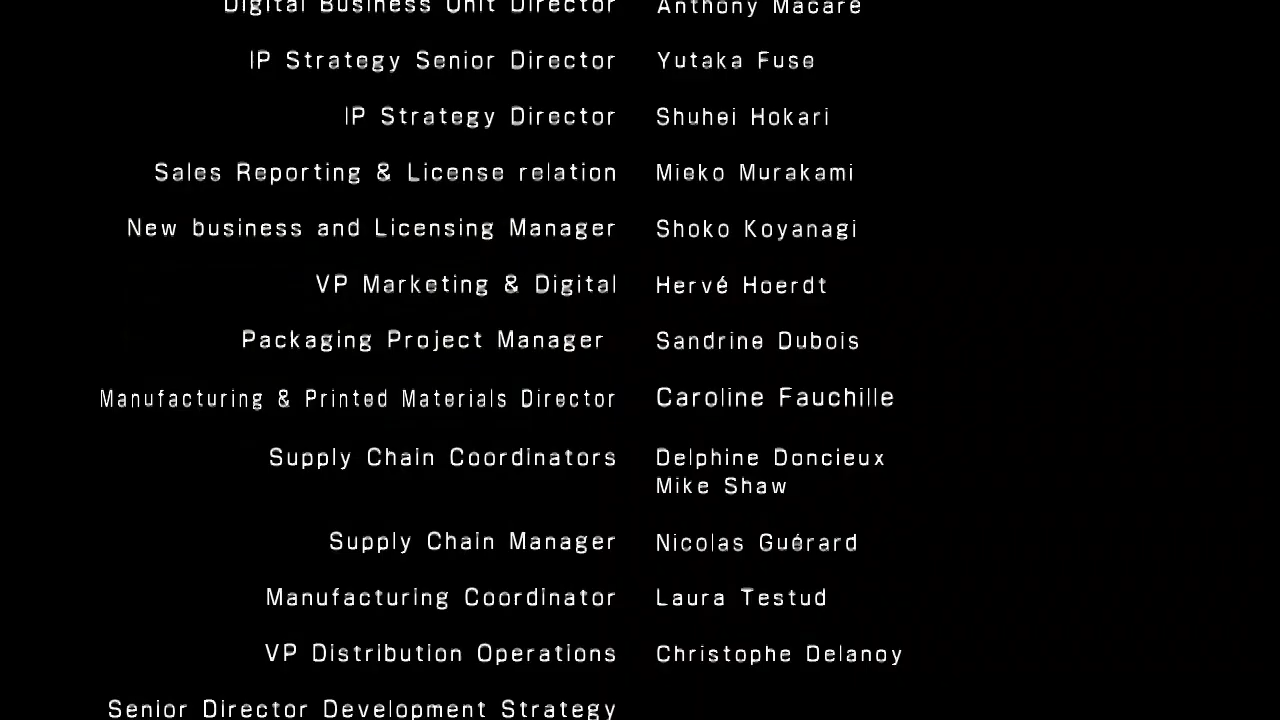 Digital Business Unit Director Anthony Macare
IP Strategy Senior Director Yutaka Fuse
IP Strategy Director Shuhei Hokari
Sales Reporting & License relation Mieko Murakami
New business and Licensing Manager Shoko Koyanagi
VP Marketing & Digital Hervé Hoerdt
Packaging Project Manager Sandrine Dubois
Manufacturing & Printed Materials Director Caroline Fauchille
Supply Chain Coordinators Delphine Doncieux
Mike Shaw
Supply Chain Manager Nicolas Guérard
Manufacturing Coordinator Laura Testud
VP Distribution Operations Christophe Delanoy
Senior Director Development Strategy